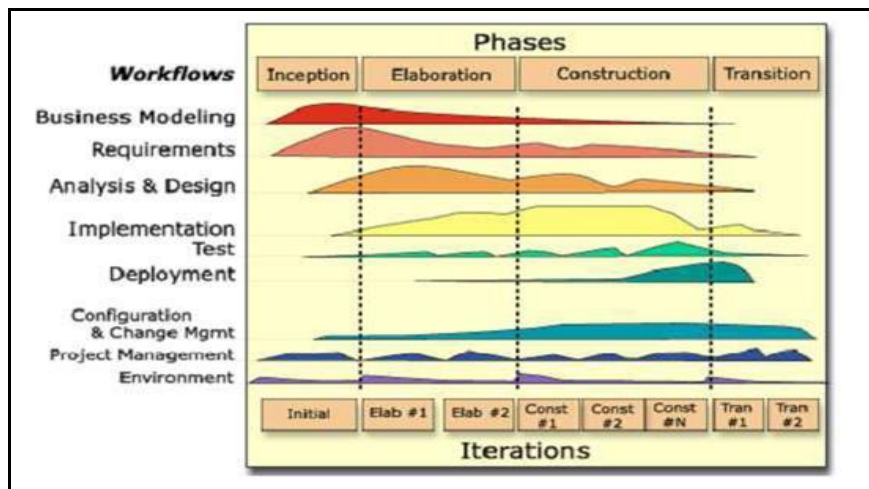 Phases
Workflows Inception Elaboration Construction Transition
Business Modeling
Requirements
Analysis & Design
Implementation
Test
Deployment
Configuration
& Change Mgmt
Project Management
Environment
Initial Elab #1 Elab #2 Const #1 Const #2 Const #N Tran #1 Tran #2
Iterations